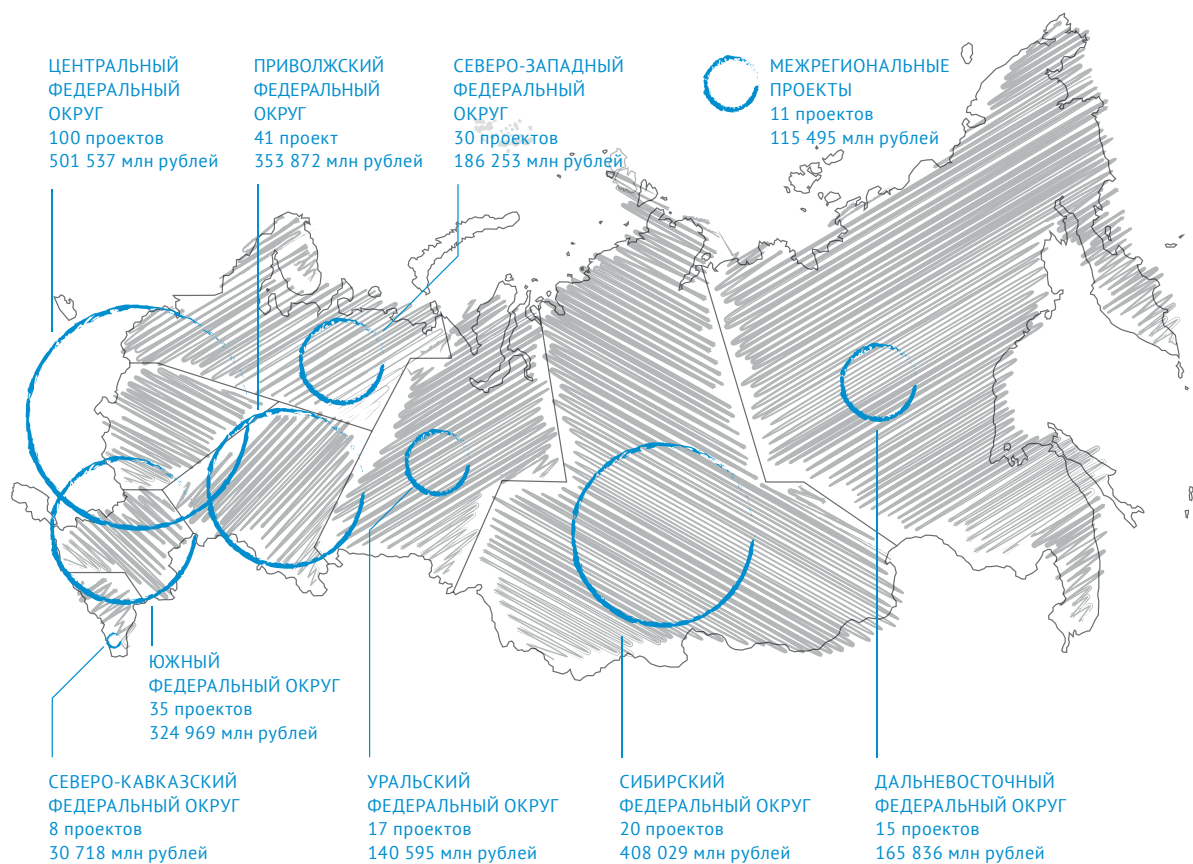 ЦЕНТРАЛЬНЫЙ
ФЕДЕРАЛЬНЫЙ
ОКРУГ
100 проектов
501 537 млн рублей
ПРИВОЛЖСКИЙ
ФЕДЕРАЛЬНЫЙ
ОКРУГ
41 проект
353 872 млн рублей
СЕВЕРО-ЗАПАДНЫЙ
ФЕДЕРАЛЬНЫЙ
ОКРУГ
30 проектов
186 253 млн рублей
МЕЖРЕГИОНАЛЬНЫЕ
ПРОЕКТЫ
11 проектов
115 495 млн рублей
ЮЖНЫЙ
ФЕДЕРАЛЬНЫЙ ОКРУГ
35 проектов
324 969 млн рублей
СЕВЕРО-КАВКАЗСКИЙ
ФЕДЕРАЛЬНЫЙ ОКРУГ
8 проектов
30 718 млн рублей
УРАЛЬСКИЙ
ФЕДЕРАЛЬНЫЙ ОКРУГ
17 проектов
140 595 млн рублей
СИБИРСКИЙ
ФЕДЕРАЛЬНЫЙ ОКРУГ
20 проектов
408 029 млн рублей
ДАЛЬНЕВОСТОЧНЫЙ
ФЕДЕРАЛЬНЫЙ ОКРУГ
15 проектов
165 836 млн рублей